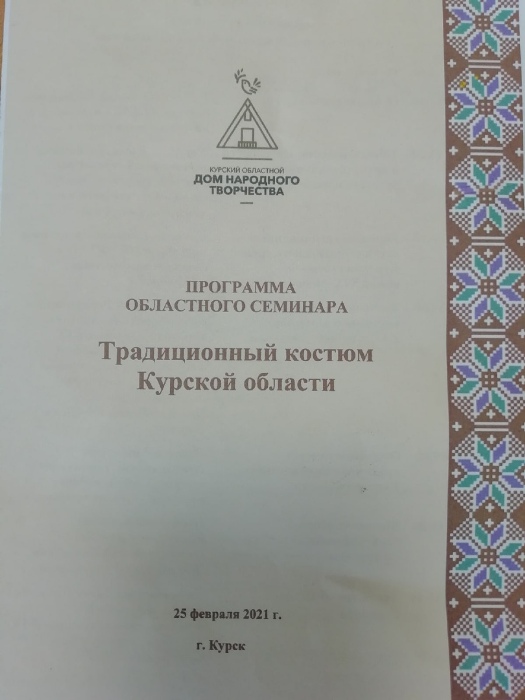 КУРСКИЙ ОБЛАСТНОЙ
ДОМ НАРОДНОГО
ТВОРЧЕСТВА
ПРОГРАММА
ОБЛАСТНОГО СЕМИНАРА
Традиционный костюм
Курской области
25 февраля 2021 г.
г. Курск